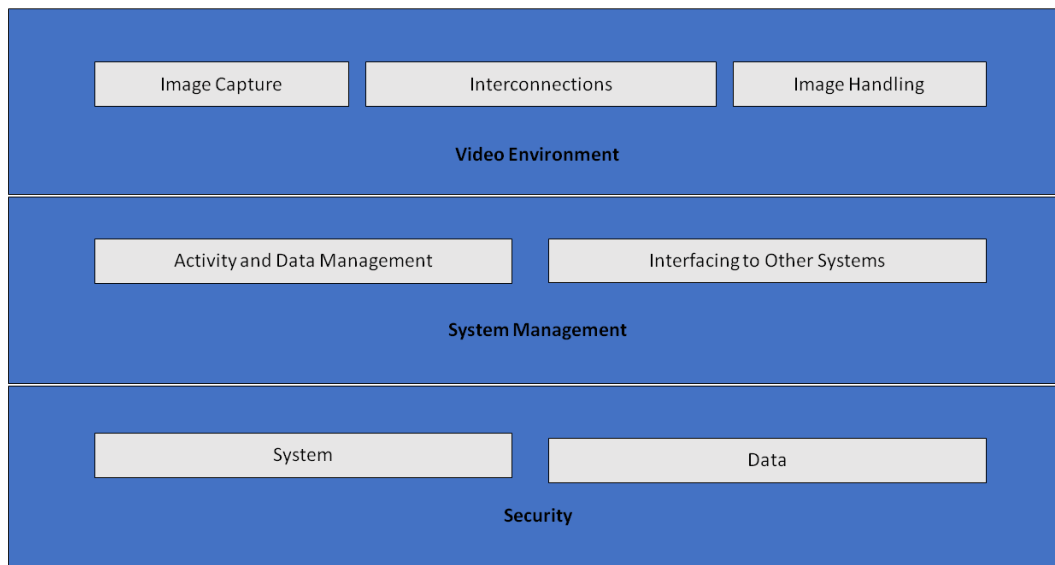 Image Capture
Interconnections
Image Handling
Video Environment
Activity and Data Management
Interfacing to Other Systems
System Management
System
Data
Security